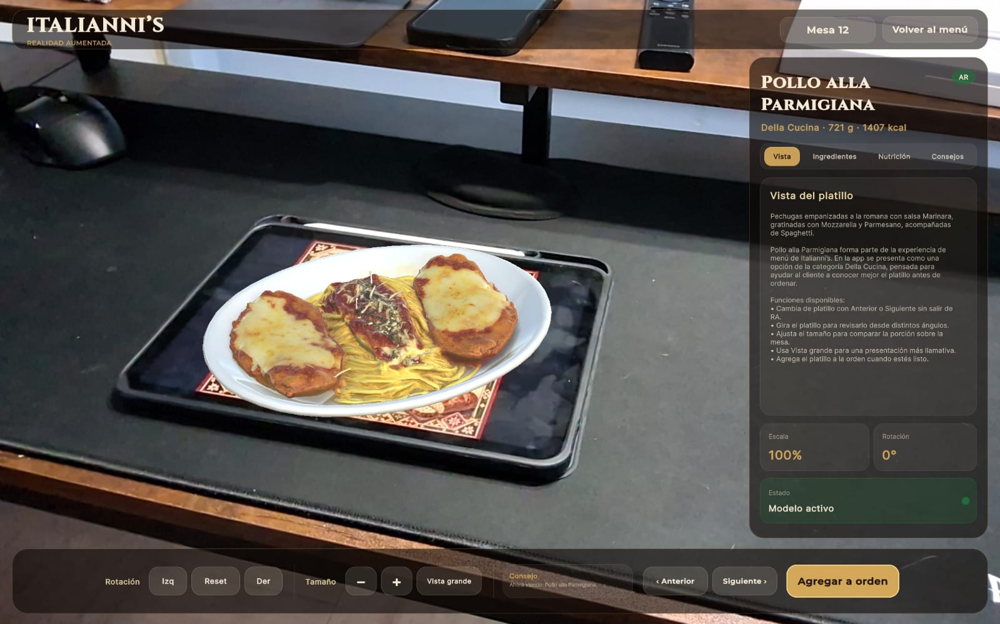 ITALIANNI'S
REALIDAD AUMENTADA
Mesa 12
Volver al menú
POLLO ALLA
PARMIGIANA
AR
Della Cucina · 721 g · 1407 kcal
Vista
Ingredientes
Nutrición
Consejos
Vista del platillo
Pechugas empanizadas a la romana con salsa Marinara,
gratinadas con Mozzarella y Parmesano, acompañadas
de Spaghetti.
Pollo alla Parmigiana forma parte de la experiencia de
menú de Italianni's. En la app se presenta como una
opción de la categoría Della Cucina, pensada para
ayudar al cliente a conocer mejor el platillo antes de
ordenar.
Funciones disponibles:
• Cambia de platillo con Anterior o Siguiente sin salir de
RA.
• Gira el platillo para revisarlo desde distintos ángulos.
• Ajusta el tamaño para comparar la porción sobre la
mesa.
• Usa Vista grande para una presentación más llamativa.
• Agrega el platillo a la orden cuando estés listo.
Escala
100%
Rotación
0°
Estado
Modelo activo
Rotación
Izq
Reset
Der
Tamaño
−
+
Vista grande
Consejo
Ahora viendo: Pollo alla Parmigiana.
‹ Anterior
Siguiente ›
Agregar a orden